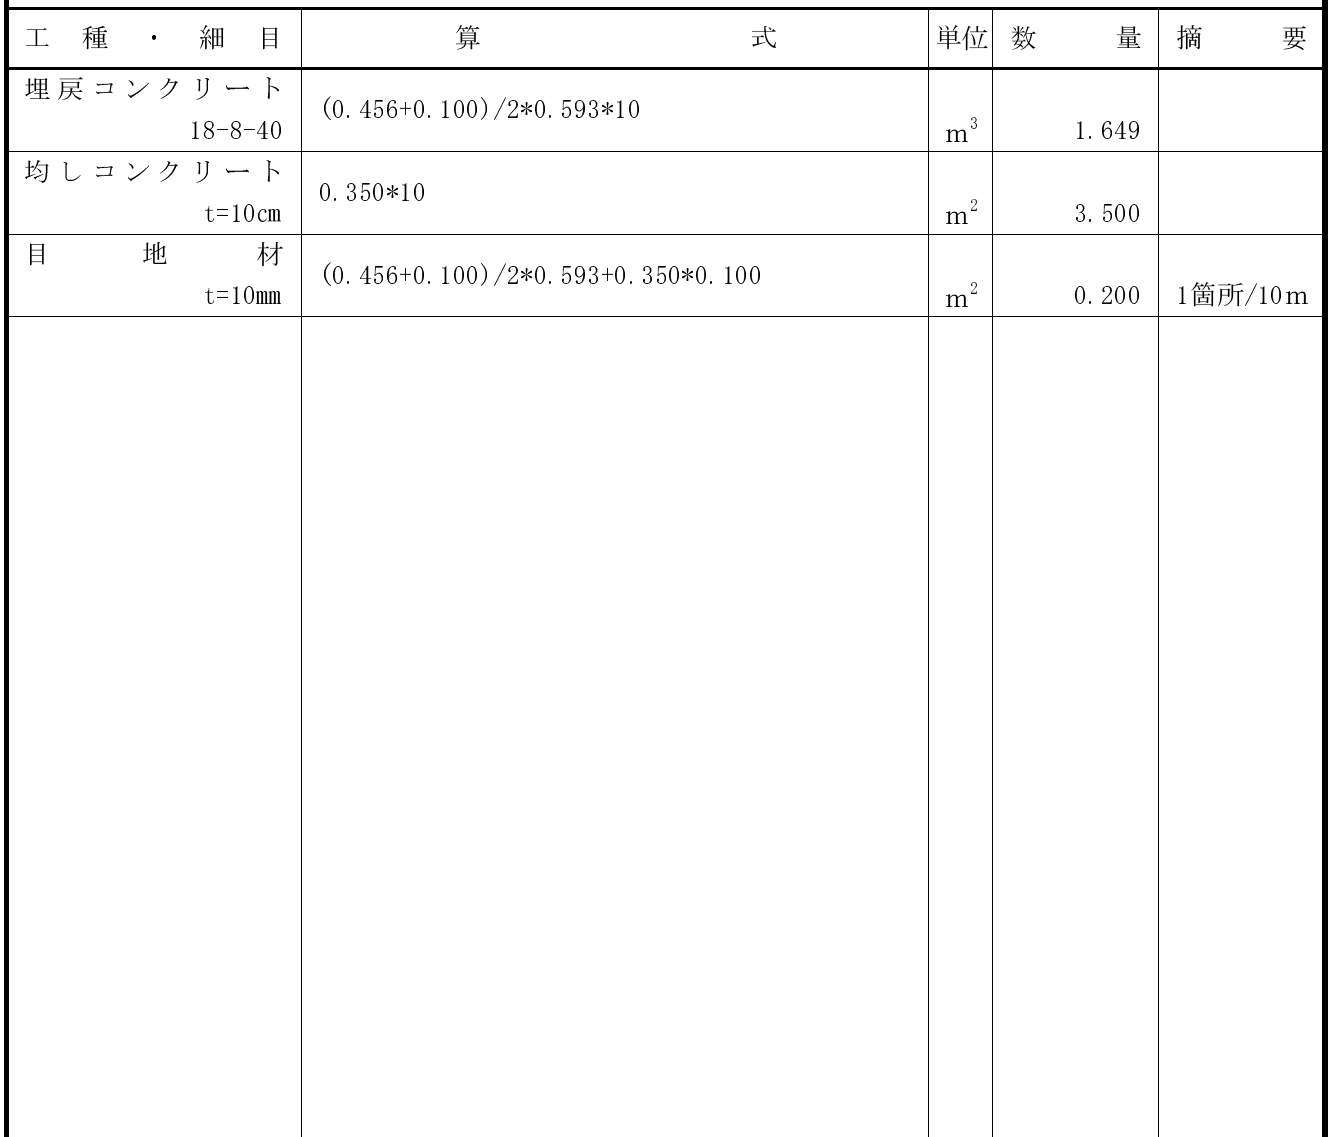 工種・細目 算式 単位 数量 摘要
埋戻コンクリート
18-8-40 (0.456+0.100)/2*0.593*10 m³ 1.649
均しコンクリート
t=10cm 0.350*10 m² 3.500
目地材
t=10mm (0.456+0.100)/2*0.593+0.350*0.100 m² 0.200 1箇所/10m